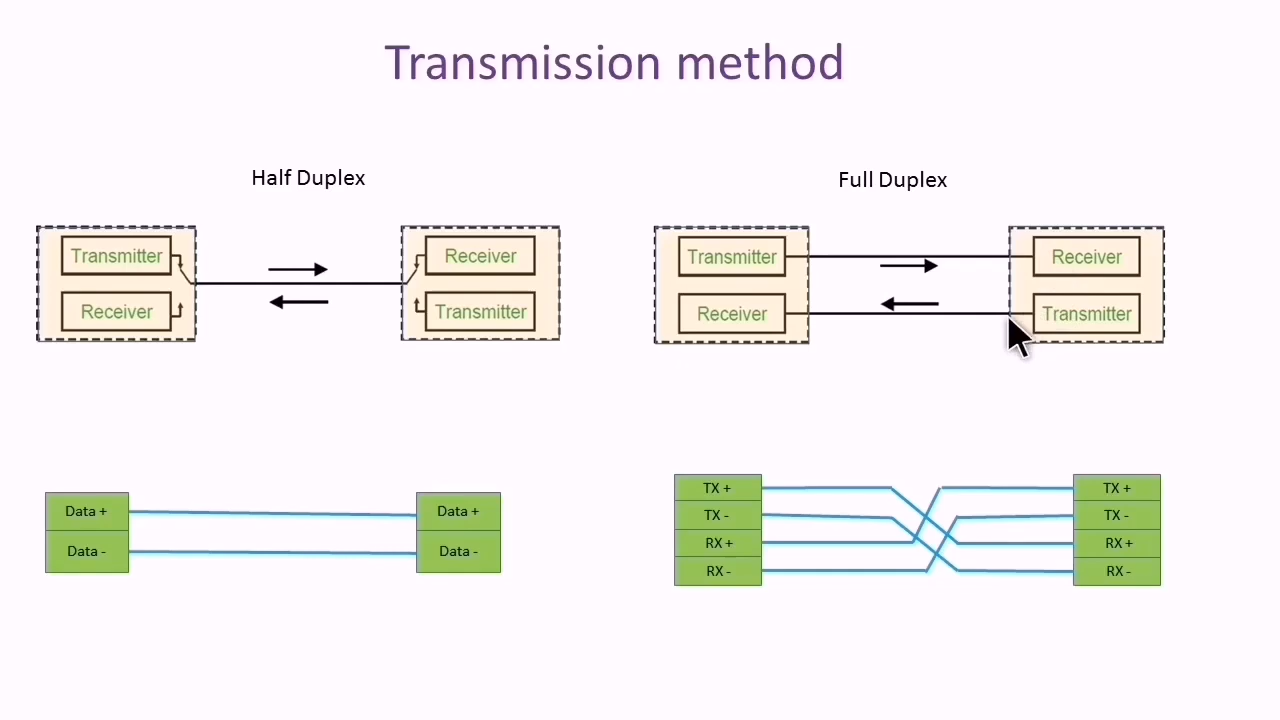 Transmission method
Half Duplex
Full Duplex
Transmitter
Receiver
Receiver
Transmitter
Transmitter
Receiver
Receiver
Transmitter
Data +
Data -
Data +
Data -
TX +
TX -
RX +
RX -
TX +
TX -
RX +
RX -